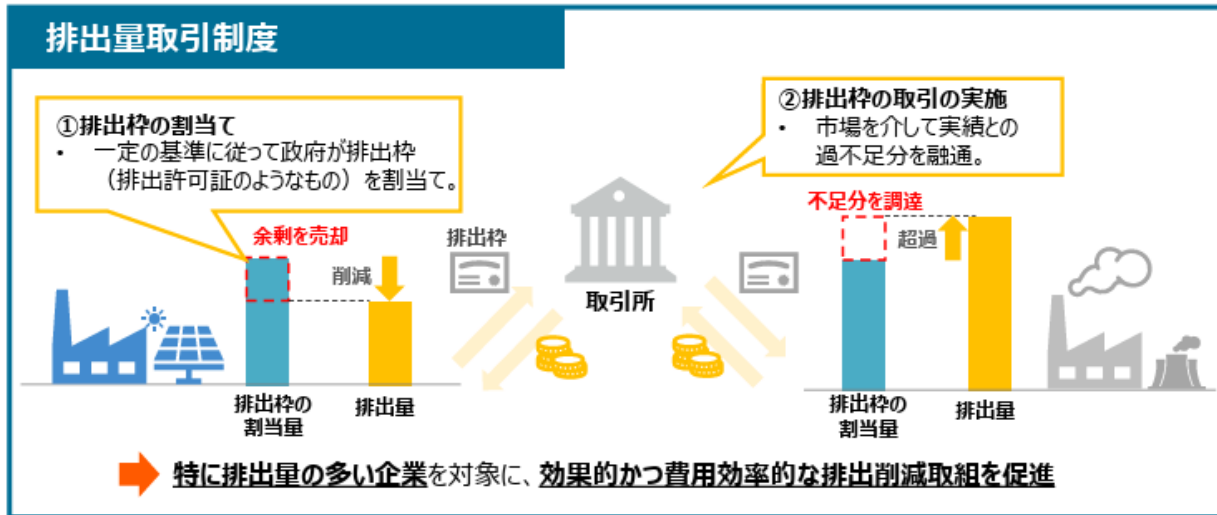 排出量取引制度
①排出枠の割当て
・ 一定の基準に従って政府が排出枠
（排出許可証のようなもの）を割当て。
②排出枠の取引の実施
・ 市場を介して実績との
過不足分を融通。
余剰を売却
削減
排出枠
取引所
不足分を調達
超過
排出枠の
割当量
排出量
排出枠の
割当量
排出量
特に排出量の多い企業を対象に、効果的かつ費用効率的な排出削減取組を促進